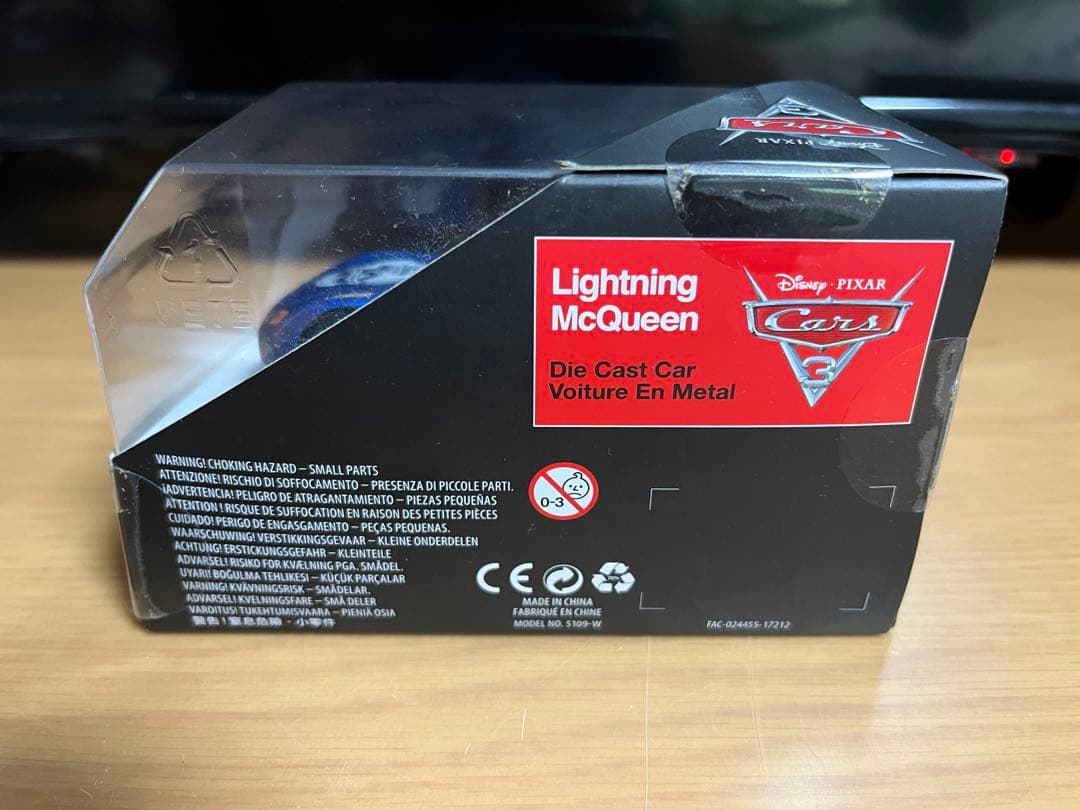 Disney PIXAR
Cars
3
Lightning
McQueen
Disney · PIXAR
Cars
3
Die Cast Car
Voiture En Metal
1
PETE
WARNING! CHOKING HAZARD – SMALL PARTS
ATTENZIONE! RISCHIO DI SOFFOCAMENTO – PRESENZA DI PICCOLE PARTI.
¡ADVERTENCIA! PELIGRO DE ATRAGANTAMIENTO – PIEZAS PEQUEÑAS
ATTENTION ! RISQUE DE SUFFOCATION EN RAISON DES PETITES PIÈCES
CUIDADO! PERIGO DE ENGASGAMENTO – PEÇAS PEQUENAS.
WAARSCHUWING! VERSTIKKINGSGEVAAR – KLEINE ONDERDELEN
ACHTUNG! ERSTICKUNGSGEFAHR – KLEINTEILE
ADVARSEL! RISIKO FOR KVÆLNING PGA. SMÅDEL.
UYARI! BOĞULMA TEHLIKESI – KÜÇÜK PARÇALAR
VARNING! KVÄVNINGSRISK – SMÅDELAR.
ADVARSEL! KVELNINGSFARE – SMÅ DELER
VAROITUS! TUKEHTUMISVAARA – PIENIÄ OSIA
警告！窒息危險 - 小零件
0-3
CE
MADE IN CHINA
FABRIQUÉ EN CHINE
MODEL NO. S109-W
FAC-024455-17212